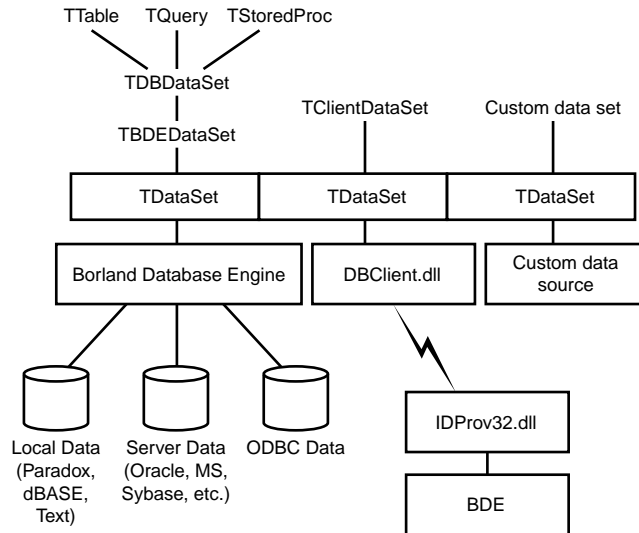 TTable TQuery TStoredProc
TDBDataSet
TClientDataSet Custom data set
TBDEDataSet
TDataSet TDataSet TDataSet
Borland Database Engine DBClient.dll Custom data
source
IDProv32.dll
Local Data Server Data ODBC Data
(Paradox, (Oracle, MS,
dBASE, Sybase, etc.)
Text)
BDE